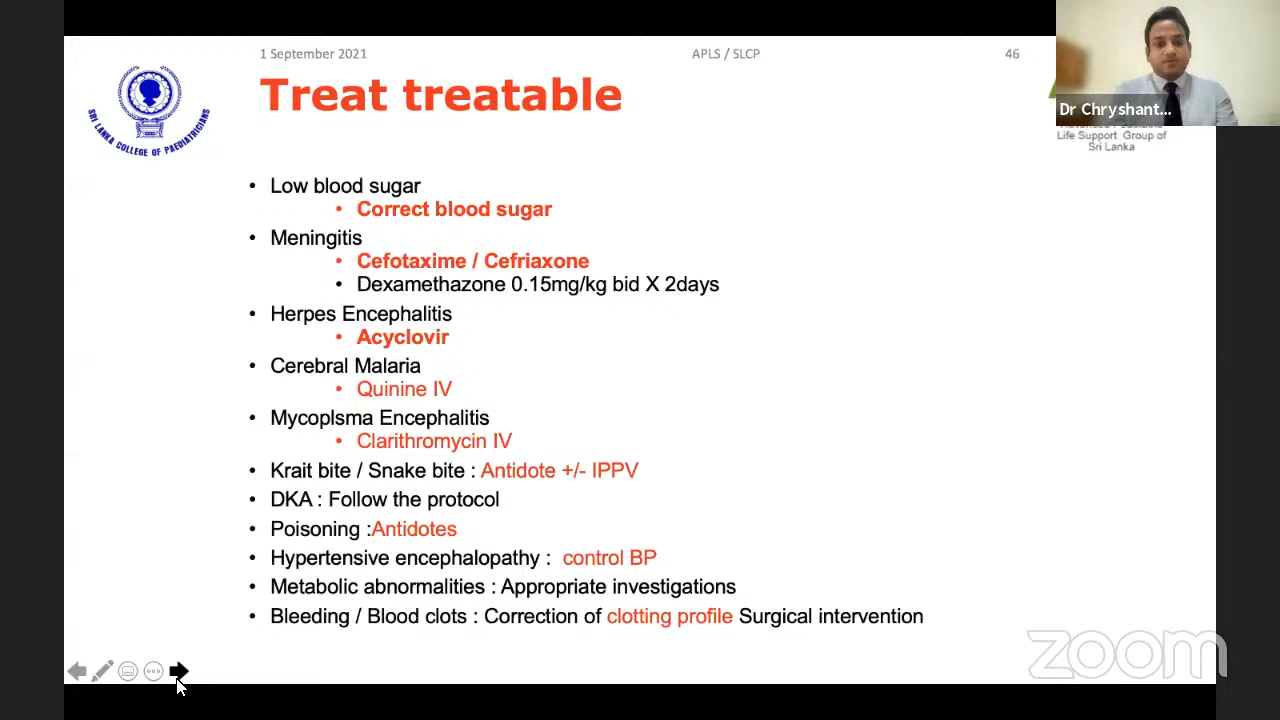 1 September 2021
APLS / SLCP
46
Treat treatable
SRI LANKA COLLEGE OF PAEDIATRICIANS
Dr Chryshant...
Life Support Group of
Sri Lanka
• Low blood sugar
• Correct blood sugar
• Meningitis
• Cefotaxime / Cefriaxone
• Dexamethazone 0.15mg/kg bid X 2days
• Herpes Encephalitis
• Acyclovir
• Cerebral Malaria
• Quinine IV
• Mycoplsma Encephalitis
• Clarithromycin IV
• Krait bite / Snake bite : Antidote +/- IPPV
• DKA : Follow the protocol
• Poisoning :Antidotes
• Hypertensive encephalopathy : control BP
• Metabolic abnormalities : Appropriate investigations
• Bleeding / Blood clots : Correction of clotting profile Surgical intervention
zoom